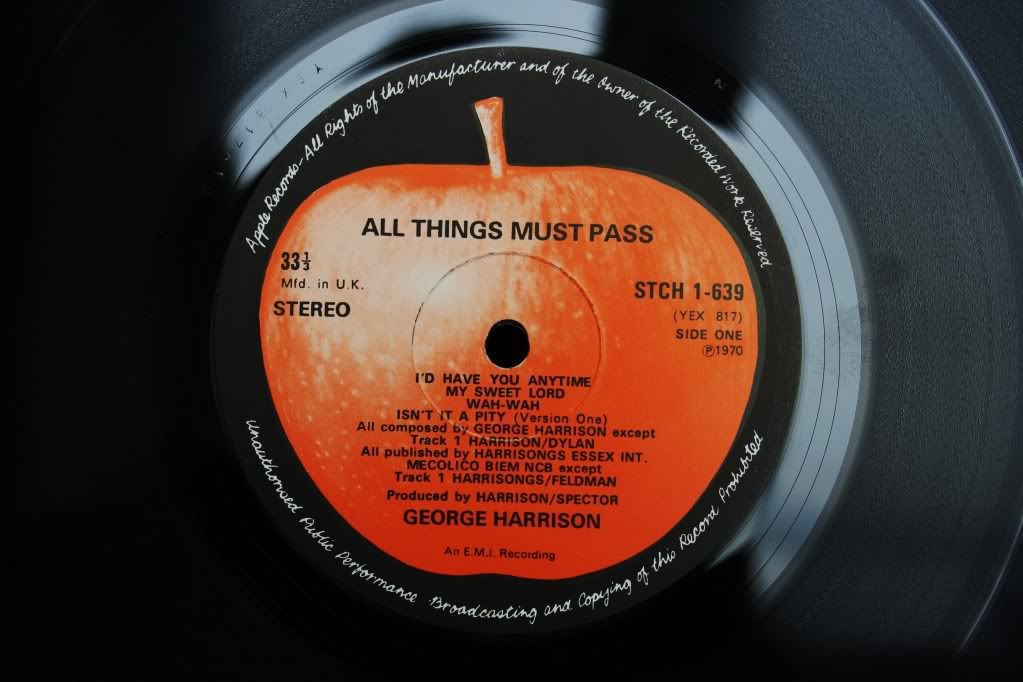 Apple Records-All Rights of the Manufacturer and of the Owner of the Recorded Work Reserved
ALL THINGS MUST PASS
33⅓
Mfd. in U.K.
STEREO
STCH 1-639
(YEX 817)
SIDE ONE
℗1970
I'D HAVE YOU ANYTIME
MY SWEET LORD
WAH-WAH
ISN'T IT A PITY (Version One)
All composed by GEORGE HARRISON except
Track 1 HARRISON/DYLAN
All published by HARRISONGS ESSEX INT.
MECOLICO BIEM NCB except
Track 1 HARRISONGS/FELDMAN
Produced by HARRISON/SPECTOR
GEORGE HARRISON
An E.M.I. Recording
Unauthorised Public Performance Broadcasting and Copying of this Record Prohibited